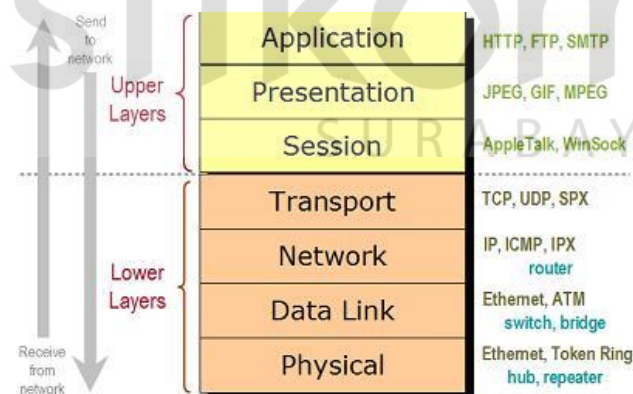 Send
to
network
Upper
Layers
Application
HTTP, FTP, SMTP
Presentation
JPEG, GIF, MPEG
Session
AppleTalk, WinSock
SURABAY
Transport
TCP, UDP, SPX
Lower
Layers
Network
IP, ICMP, IPX
router
Data Link
Ethernet, ATM
switch, bridge
Physical
Ethernet, Token Ring
hub, repeater
Receive
from
network